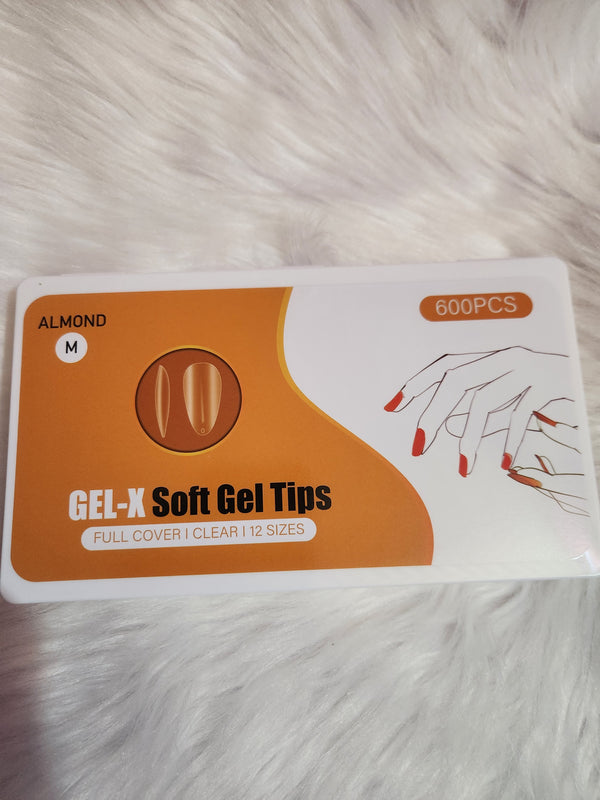 ALMOND
M
600PCS
GEL-X Soft Gel Tips
FULL COVER | CLEAR | 12 SIZES